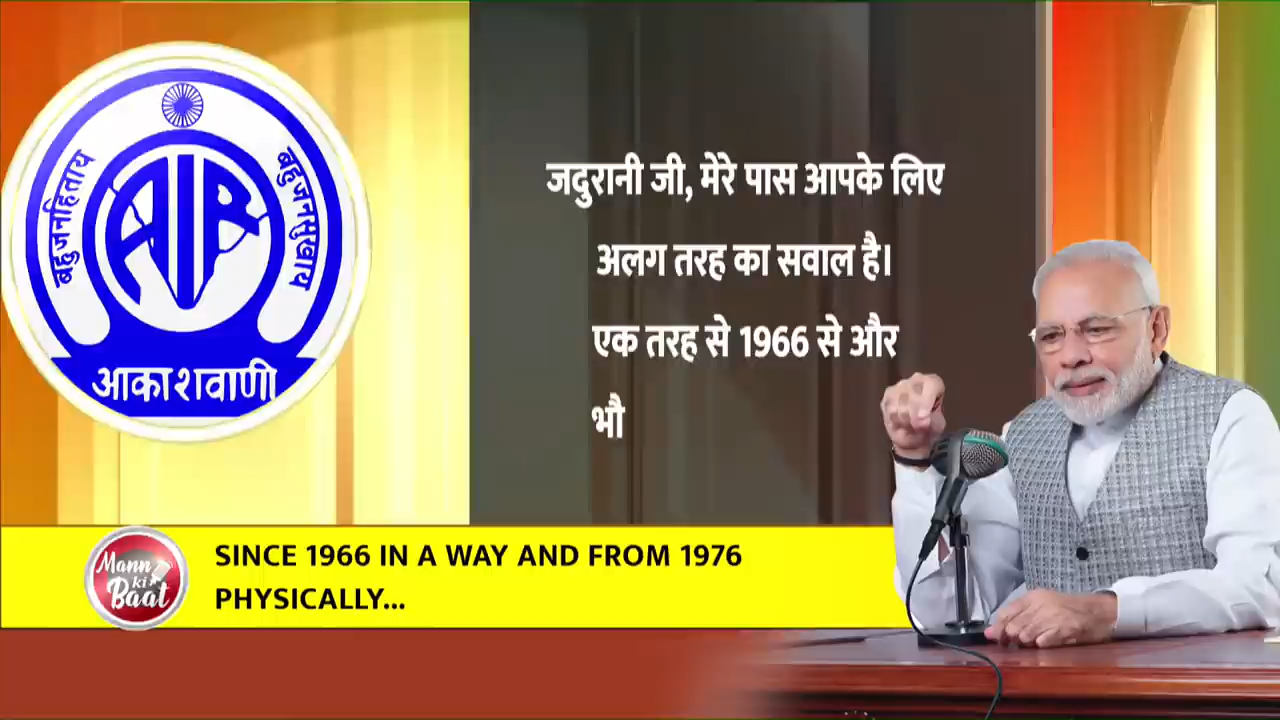 बहुजनहिताय
बहुजनसुखाय
AIR
आकाशवाणी
जदुरानी जी, मेरे पास आपके लिए
अलग तरह का सवाल है।
एक तरह से 1966 से और
भौ
Mann
ki
Baat
SINCE 1966 IN A WAY AND FROM 1976
PHYSICALLY...